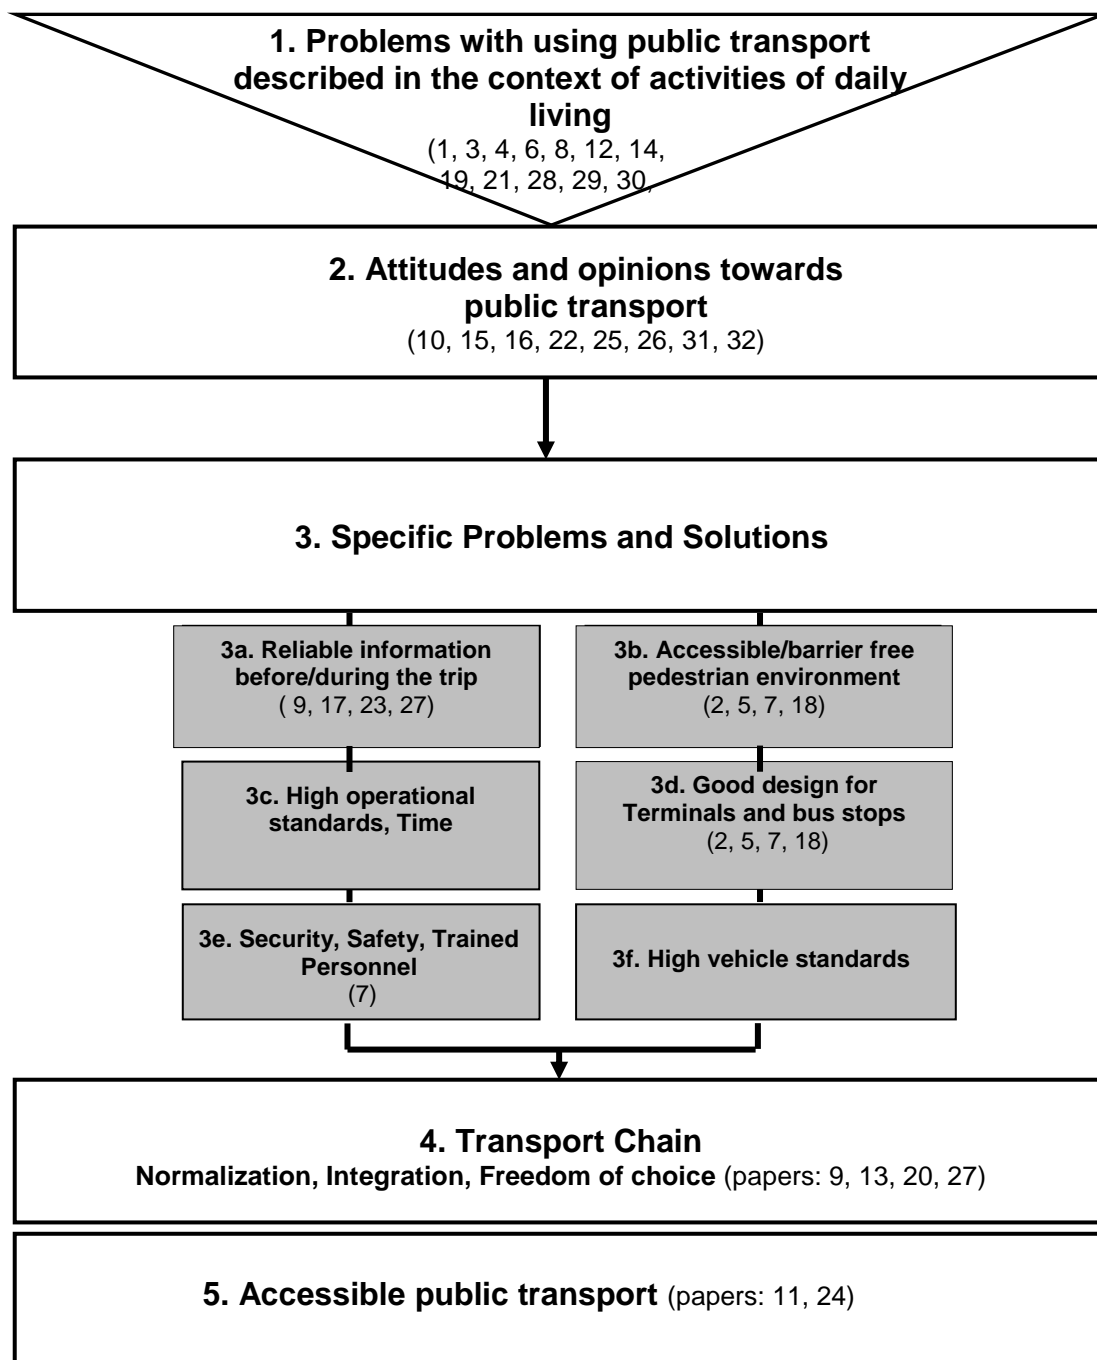 1. Problems with using public transport
described in the context of activities of daily
living
(1, 3, 4, 6, 8, 12, 14,
19, 21, 28, 29, 30,
2. Attitudes and opinions towards
public transport
(10, 15, 16, 22, 25, 26, 31, 32)
3. Specific Problems and Solutions
3a. Reliable information
before/during the trip
( 9, 17, 23, 27)
3b. Accessible/barrier free
pedestrian environment
(2, 5, 7, 18)
3c. High operational
standards, Time
3d. Good design for
Terminals and bus stops
(2, 5, 7, 18)
3e. Security, Safety, Trained
Personnel
(7)
3f. High vehicle standards
4. Transport Chain
Normalization, Integration, Freedom of choice (papers: 9, 13, 20, 27)
5. Accessible public transport (papers: 11, 24)